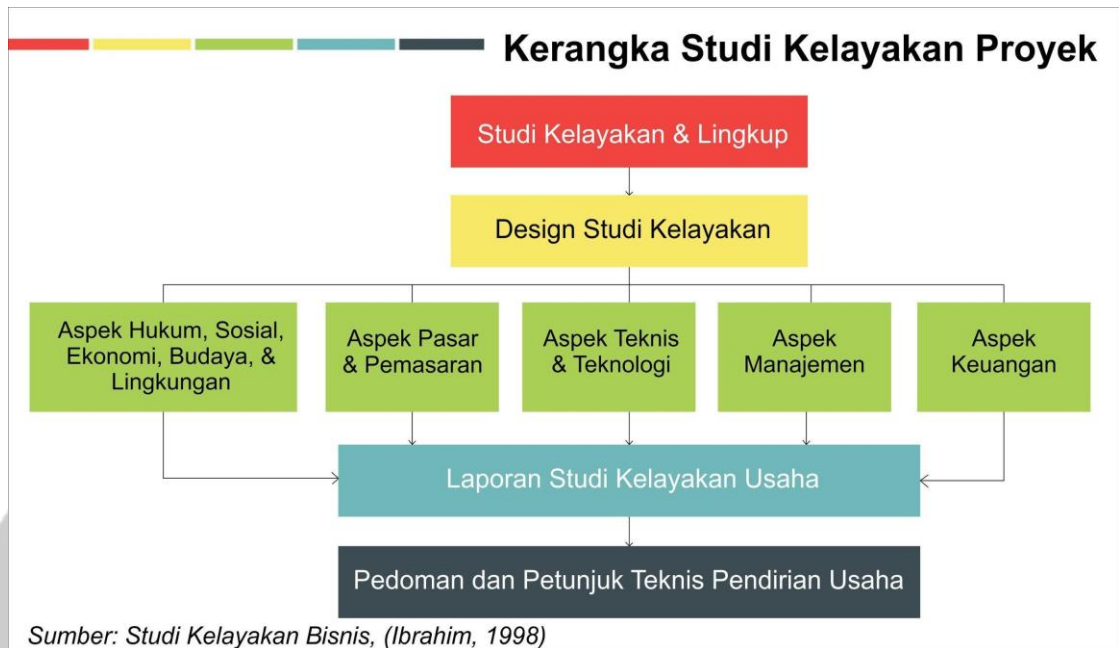 Kerangka Studi Kelayakan Proyek
Studi Kelayakan & Lingkup
Design Studi Kelayakan
Aspek Hukum, Sosial,
Ekonomi, Budaya, &
Lingkungan
Aspek Pasar
& Pemasaran
Aspek Teknis
& Teknologi
Aspek
Manajemen
Aspek
Keuangan
Laporan Studi Kelayakan Usaha
Pedoman dan Petunjuk Teknis Pendirian Usaha
Sumber: Studi Kelayakan Bisnis, (Ibrahim, 1998)